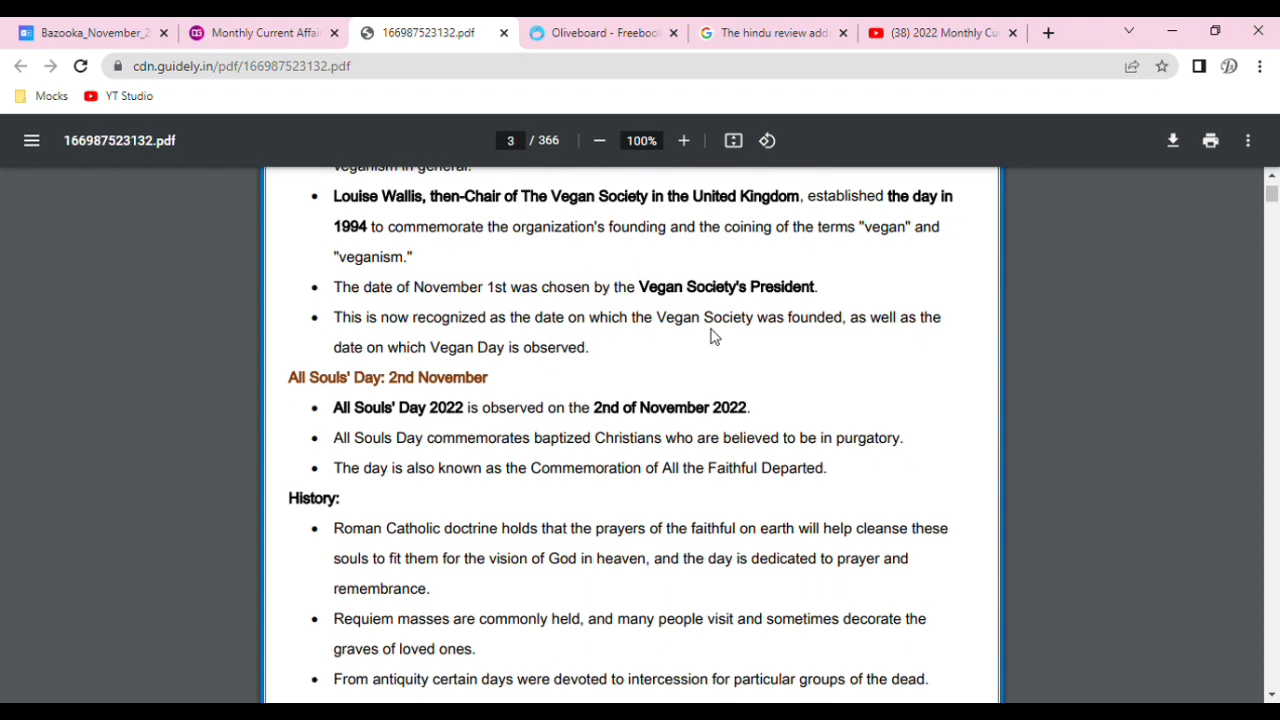 Bazooka_November_2
Monthly Current Affai
166987523132.pdf
Oliveboard - Freeboo
The hindu review add
(38) 2022 Monthly Cu
cdn.guidely.in/pdf/166987523132.pdf
Mocks
YT Studio
166987523132.pdf
3 / 366
100%
veganism in general.
• Louise Wallis, then-Chair of The Vegan Society in the United Kingdom, established the day in
1994 to commemorate the organization's founding and the coining of the terms "vegan" and
"veganism."
• The date of November 1st was chosen by the Vegan Society's President.
• This is now recognized as the date on which the Vegan Society was founded, as well as the
date on which Vegan Day is observed.
All Souls' Day: 2nd November
• All Souls' Day 2022 is observed on the 2nd of November 2022.
• All Souls Day commemorates baptized Christians who are believed to be in purgatory.
• The day is also known as the Commemoration of All the Faithful Departed.
History:
• Roman Catholic doctrine holds that the prayers of the faithful on earth will help cleanse these
souls to fit them for the vision of God in heaven, and the day is dedicated to prayer and
remembrance.
• Requiem masses are commonly held, and many people visit and sometimes decorate the
graves of loved ones.
• From antiquity certain days were devoted to intercession for particular groups of the dead.